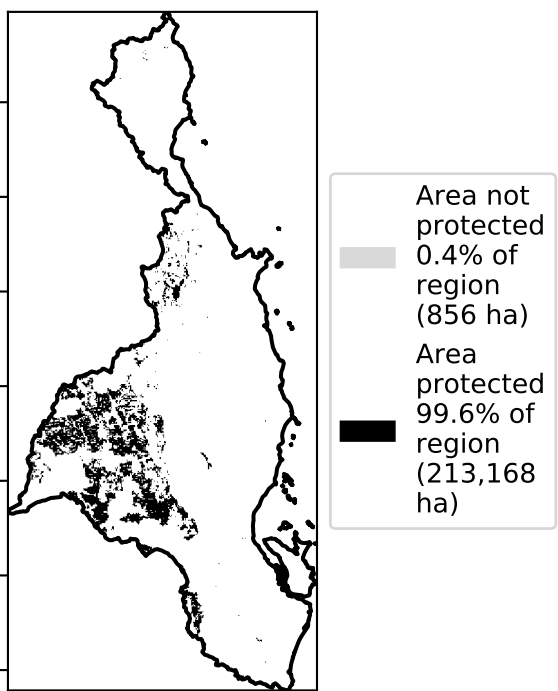 Area not
protected
0.4% of
region
(856 ha)
Area
protected
99.6% of
region
(213,168
ha)